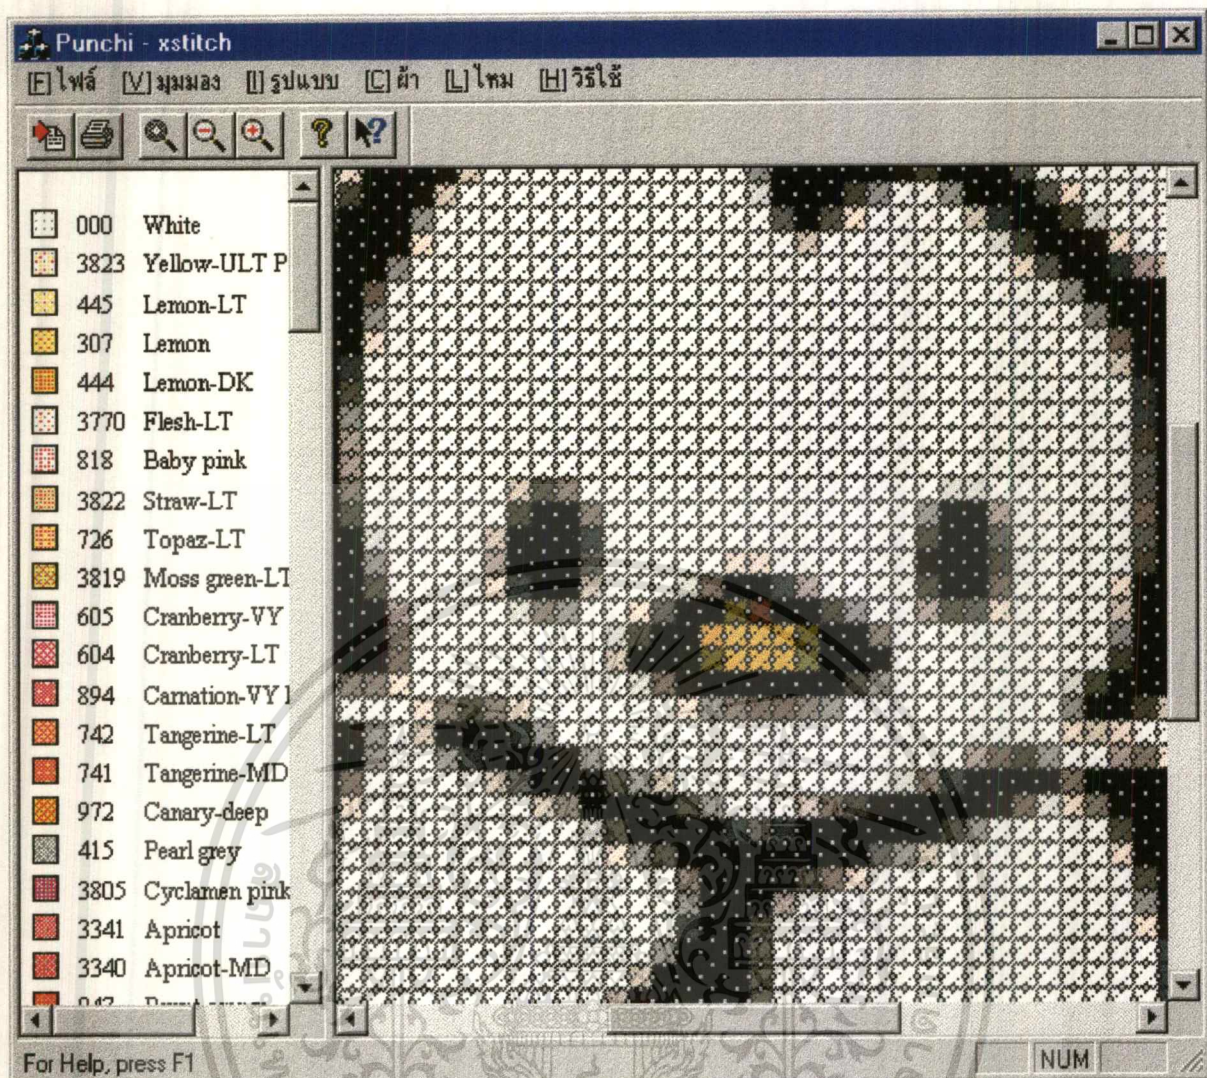 Punchi - xstitch
[F] ไฟล์ [V] มุมมอง [I] รูปแบบ [C] ผ้า [L] ไหม [H] วิธีใช้
000 White
3823 Yellow-ULT P
445 Lemon-LT
307 Lemon
444 Lemon-DK
3770 Flesh-LT
818 Baby pink
3822 Straw-LT
726 Topaz-LT
3819 Moss green-LT
605 Cranberry-VY
604 Cranberry-LT
894 Carnation-VY
742 Tangerine-LT
741 Tangerine-MD
972 Canary-deep
415 Pearl grey
3805 Cyclamen pink
3341 Apricot
3340 Apricot-MD
For Help, press F1
NUM